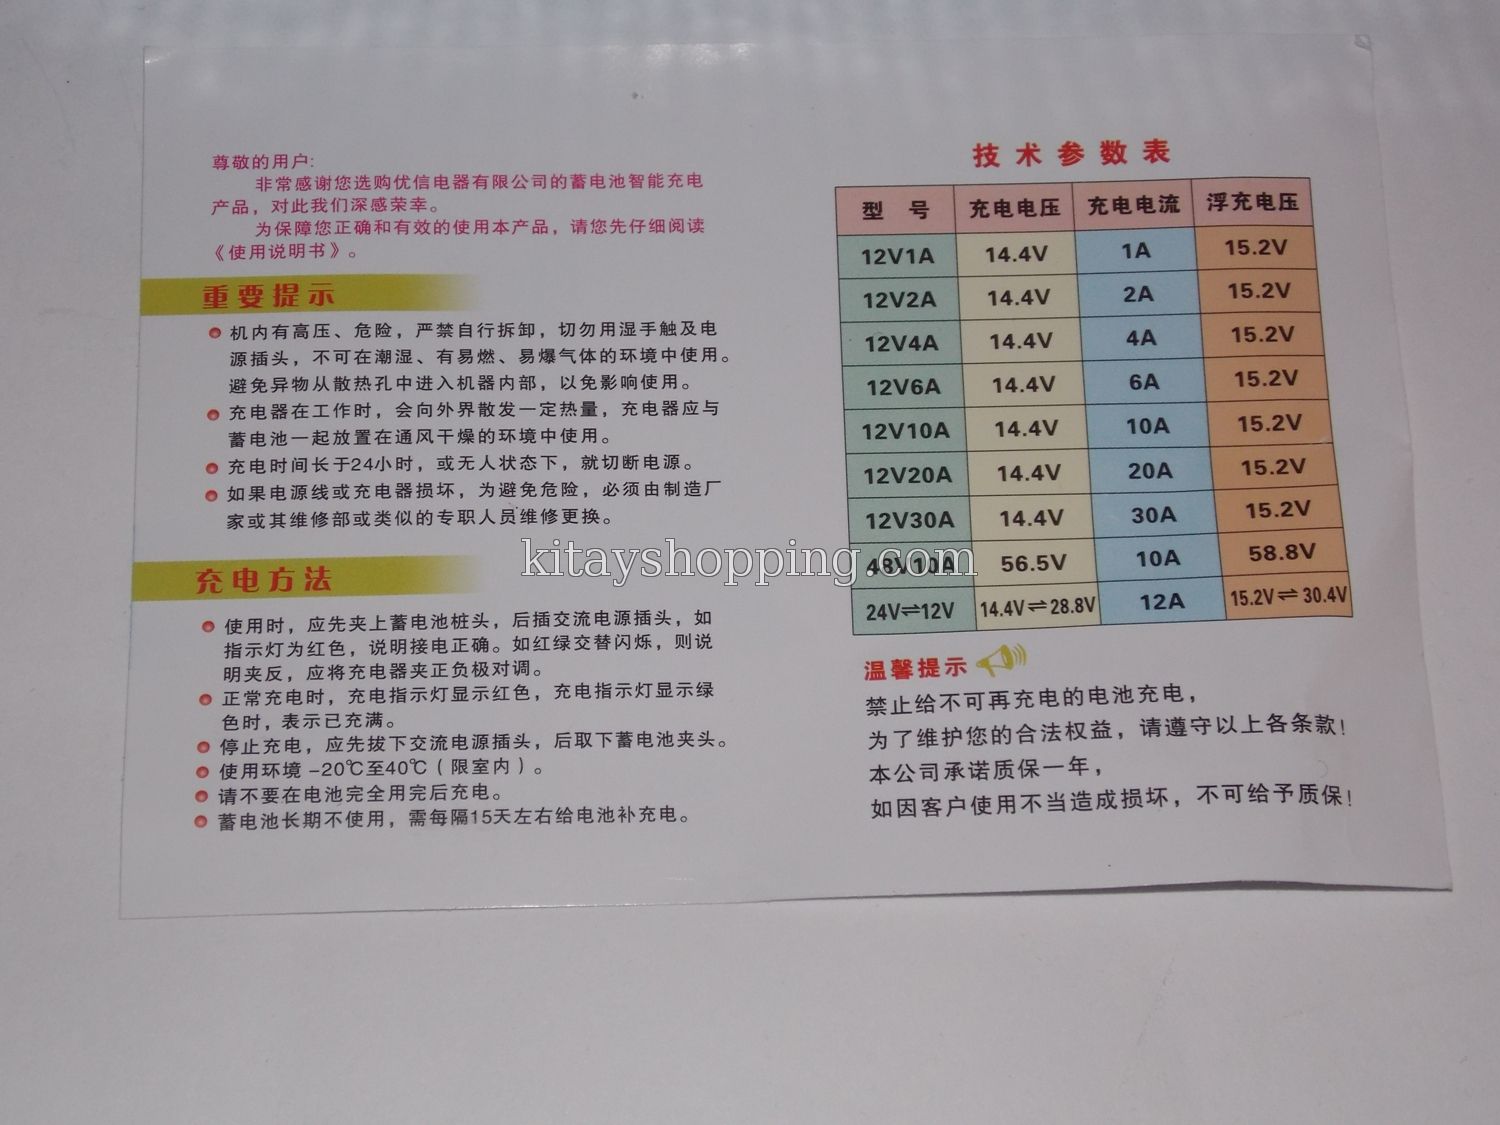 尊敬的用户:
非常感谢您选购优信电器有限公司的蓄电池智能充电
产品，对此我们深感荣幸。
为保障您正确和有效的使用本产品，请您先仔细阅读
《使用说明书》。
重要提示
机内有高压、危险，严禁自行拆卸，切勿用湿手触及电
源插头，不可在潮湿、有易燃、易爆气体的环境中使用。
避免异物从散热孔中进入机器内部，以免影响使用。
充电器在工作时，会向外界散发一定热量，充电器应与
蓄电池一起放置在通风干燥的环境中使用。
充电时间长于24小时，或无人状态下，就切断电源。
如果电源线或充电器损坏，为避免危险，必须由制造厂
家或其维修部或类似的专职人员维修更换。
充电方法
使用时，应先夹上蓄电池桩头，后插交流电源插头，如
指示灯为红色，说明接电正确。如红绿交替闪烁，则说
明夹反，应将充电器夹正负极对调。
正常充电时，充电指示灯显示红色，充电指示灯显示绿
色时，表示已充满。
停止充电，应先拔下交流电源插头，后取下蓄电池夹头。
使用环境 -20℃至40℃（限室内）。
请不要在电池完全用完后充电。
蓄电池长期不使用，需每隔15天左右给电池补充电。
技术参数表
型 号 充电电压 充电电流 浮充电压
12V1A 14.4V 1A 15.2V
12V2A 14.4V 2A 15.2V
12V4A 14.4V 4A 15.2V
12V6A 14.4V 6A 15.2V
12V10A 14.4V 10A 15.2V
12V20A 14.4V 20A 15.2V
12V30A 14.4V 30A 15.2V
48V10A 56.5V 10A 58.8V
24V⇌12V 14.4V⇌28.8V 12A 15.2V⇌30.4V
温馨提示
禁止给不可再充电的电池充电，
为了维护您的合法权益，请遵守以上各条款!
本公司承诺质保一年，
如因客户使用不当造成损坏，不可给予质保!
kitayshopping.com